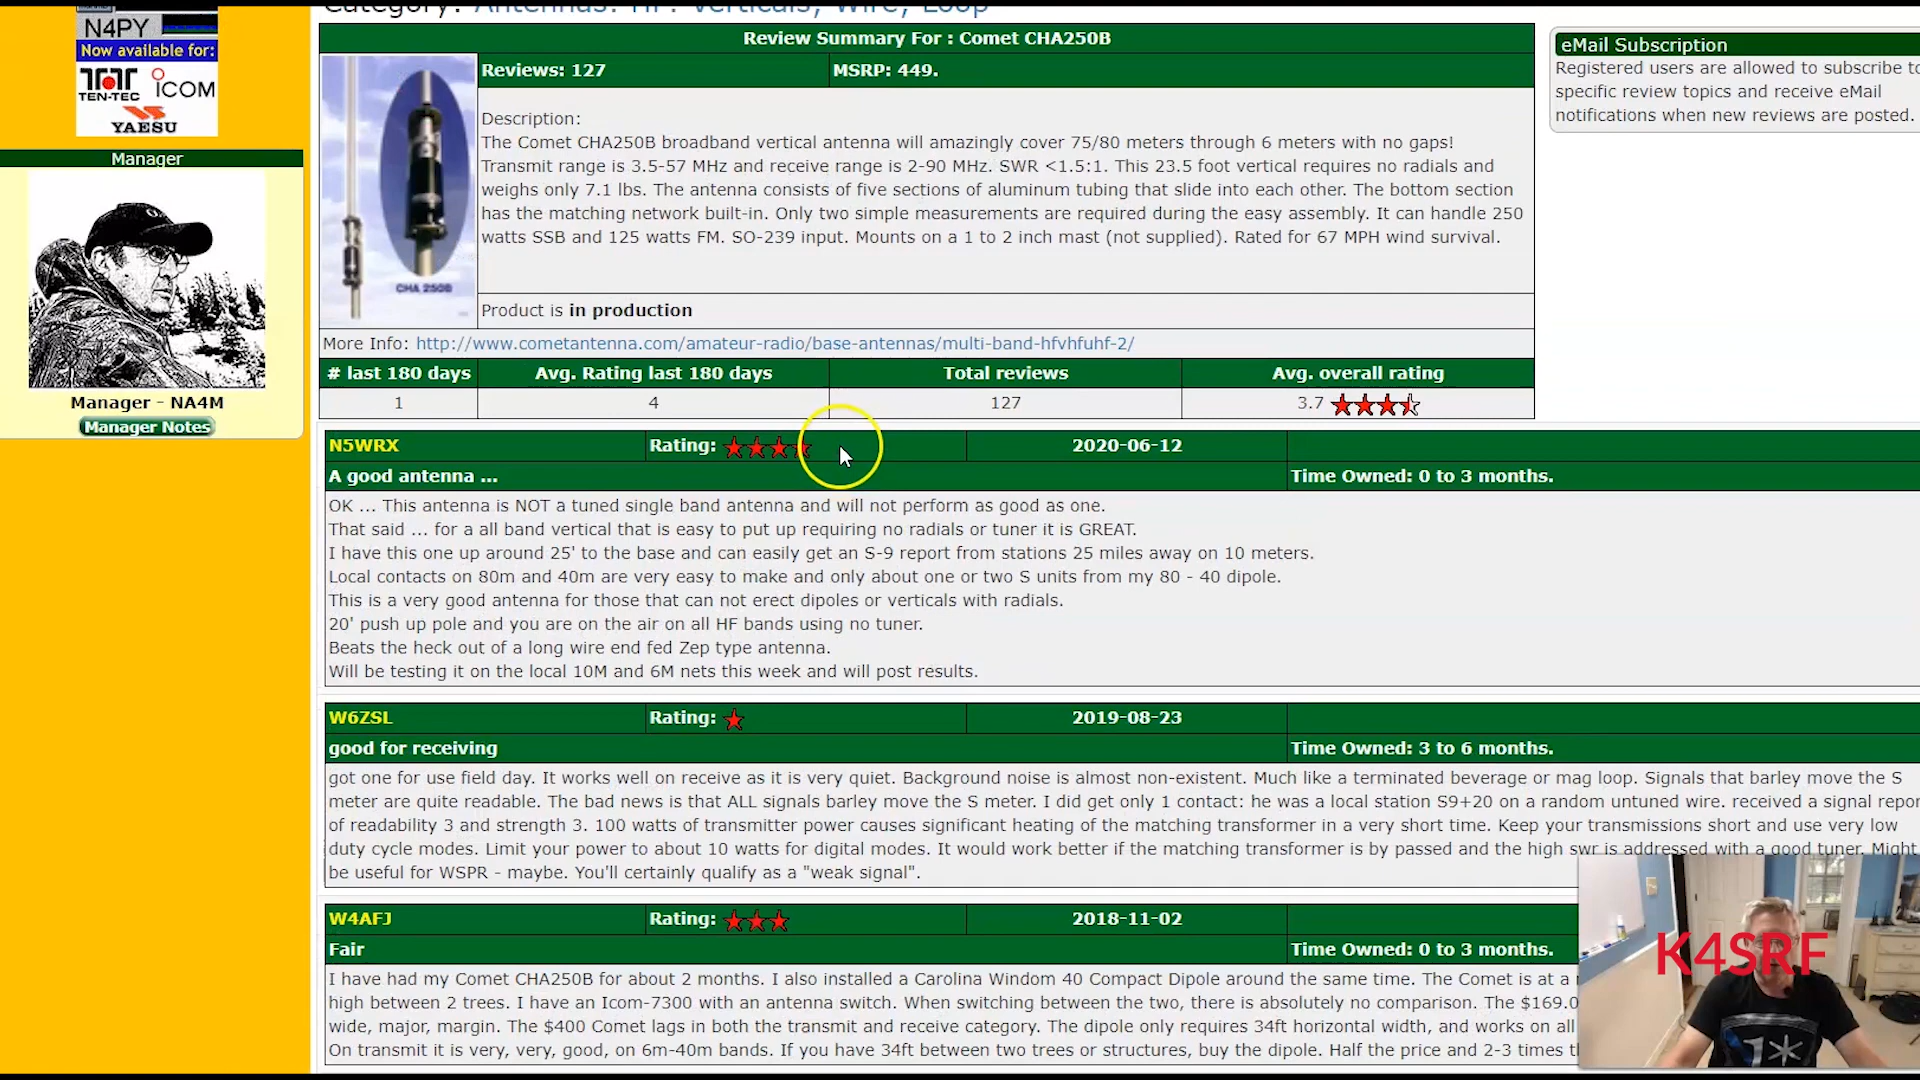 Category: Antennas: HF: Verticals; Wire; Loop
N4PY
Now available for:
TEN-TEC
ICOM
YAESU
Manager
Manager - NA4M
Manager Notes
Review Summary For : Comet CHA250B
Reviews: 127
MSRP: 449.
CHA 250B
Description:
The Comet CHA250B broadband vertical antenna will amazingly cover 75/80 meters through 6 meters with no gaps!
Transmit range is 3.5-57 MHz and receive range is 2-90 MHz. SWR <1.5:1. This 23.5 foot vertical requires no radials and
weighs only 7.1 lbs. The antenna consists of five sections of aluminum tubing that slide into each other. The bottom section
has the matching network built-in. Only two simple measurements are required during the easy assembly. It can handle 250
watts SSB and 125 watts FM. SO-239 input. Mounts on a 1 to 2 inch mast (not supplied). Rated for 67 MPH wind survival.
Product is in production
More Info: http://www.cometantenna.com/amateur-radio/base-antennas/multi-band-hfvhfuhf-2/
# last 180 days
Avg. Rating last 180 days
Total reviews
Avg. overall rating
1
4
127
3.7
eMail Subscription
Registered users are allowed to subscribe to
specific review topics and receive eMail
notifications when new reviews are posted.
N5WRX
Rating:
2020-06-12
A good antenna ...
Time Owned: 0 to 3 months.
OK ... This antenna is NOT a tuned single band antenna and will not perform as good as one.
That said ... for a all band vertical that is easy to put up requiring no radials or tuner it is GREAT.
I have this one up around 25' to the base and can easily get an S-9 report from stations 25 miles away on 10 meters.
Local contacts on 80m and 40m are very easy to make and only about one or two S units from my 80 - 40 dipole.
This is a very good antenna for those that can not erect dipoles or verticals with radials.
20' push up pole and you are on the air on all HF bands using no tuner.
Beats the heck out of a long wire end fed Zep type antenna.
Will be testing it on the local 10M and 6M nets this week and will post results.
W6ZSL
Rating:
2019-08-23
good for receiving
Time Owned: 3 to 6 months.
got one for use field day. It works well on receive as it is very quiet. Background noise is almost non-existent. Much like a terminated beverage or mag loop. Signals that barley move the S
meter are quite readable. The bad news is that ALL signals barley move the S meter. I did get only 1 contact: he was a local station S9+20 on a random untuned wire. received a signal repor
of readability 3 and strength 3. 100 watts of transmitter power causes significant heating of the matching transformer in a very short time. Keep your transmissions short and use very low
duty cycle modes. Limit your power to about 10 watts for digital modes. It would work better if the matching transformer is by passed and the high swr is addressed with a good tuner. Might
be useful for WSPR - maybe. You'll certainly qualify as a "weak signal".
W4AFJ
Rating:
2018-11-02
Fair
Time Owned: 0 to 3 months.
I have had my Comet CHA250B for about 2 months. I also installed a Carolina Windom 40 Compact Dipole around the same time. The Comet is at a
high between 2 trees. I have an Icom-7300 with an antenna switch. When switching between the two, there is absolutely no comparison. The $169.0
wide, major, margin. The $400 Comet lags in both the transmit and receive category. The dipole only requires 34ft horizontal width, and works on all
On transmit it is very, very, good, on 6m-40m bands. If you have 34ft between two trees or structures, buy the dipole. Half the price and 2-3 times
K4SRF